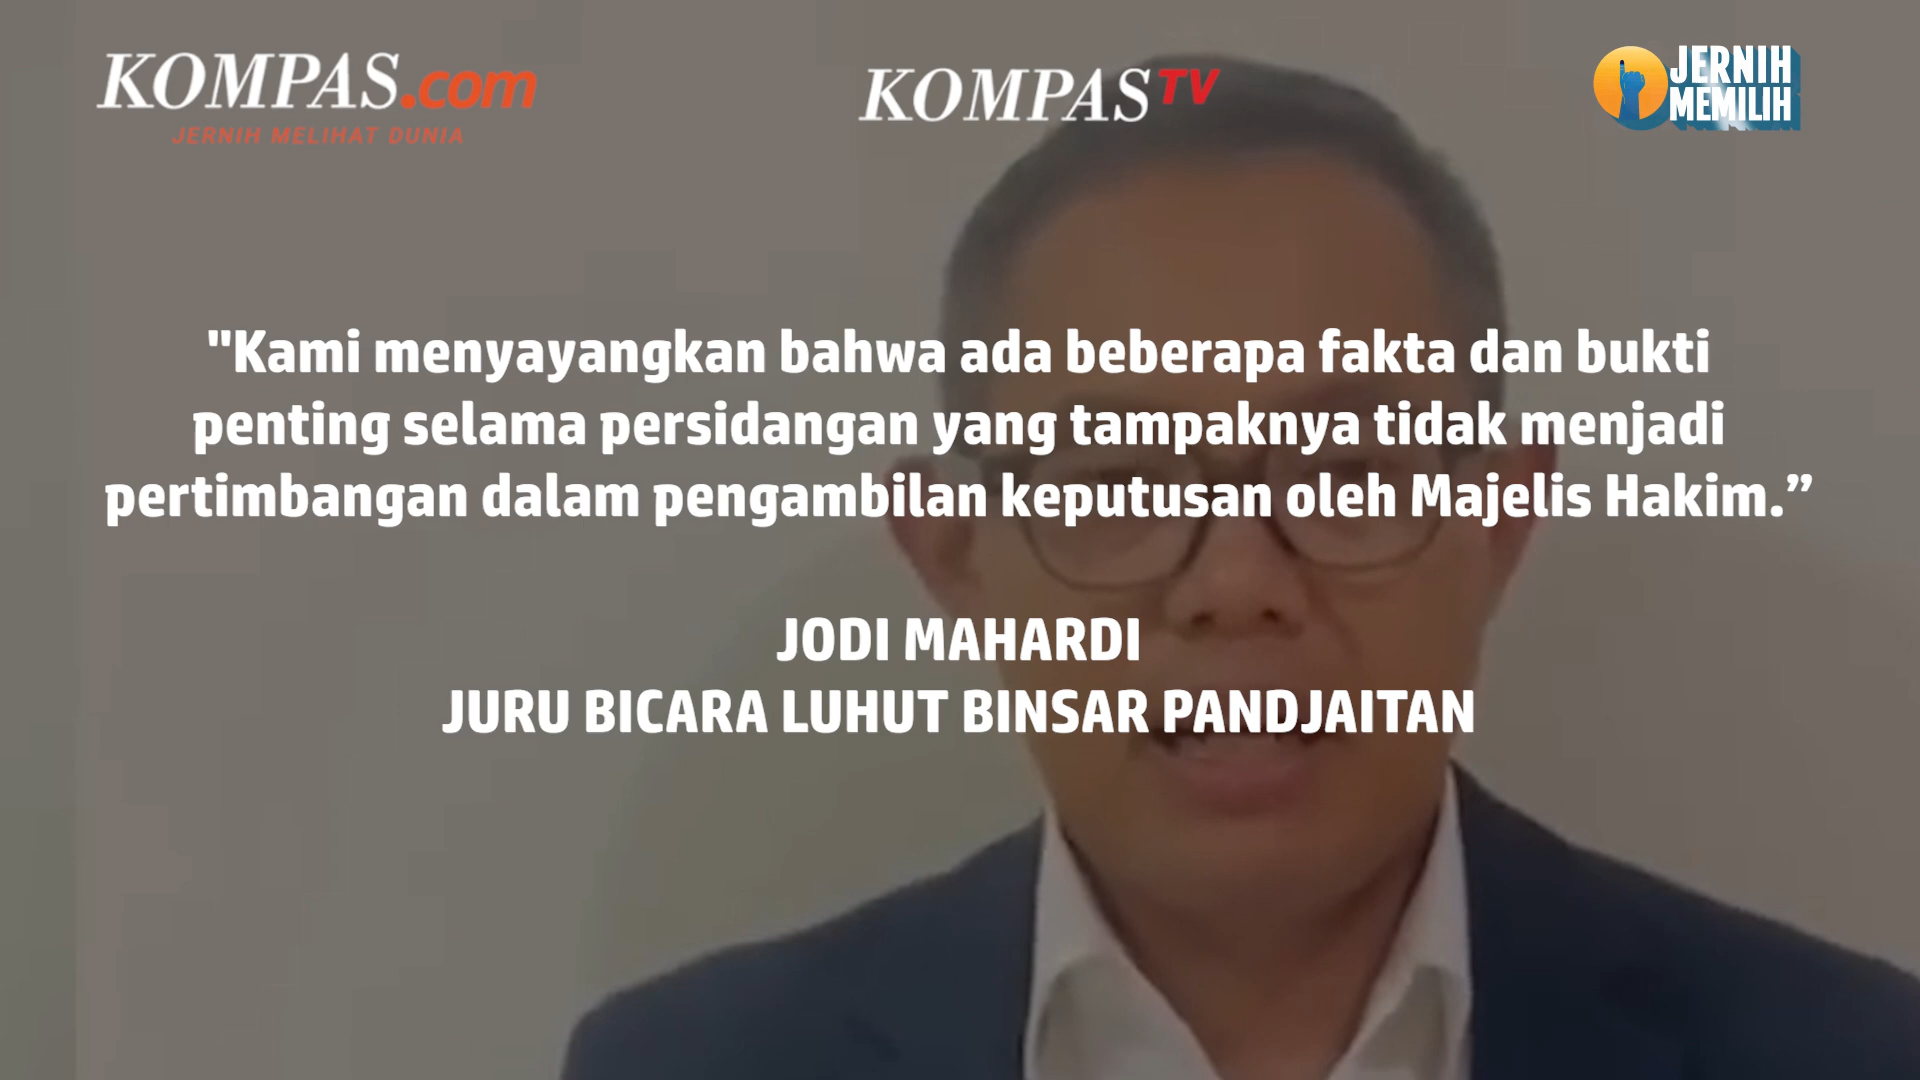 KOMPAS.com
JERNIH MELIHAT DUNIA
KOMPAS TV
JERNIH
MEMILIH
"Kami menyayangkan bahwa ada beberapa fakta dan bukti
penting selama persidangan yang tampaknya tidak menjadi
pertimbangan dalam pengambilan keputusan oleh Majelis Hakim.”
JODI MAHARDI
JURU BICARA LUHUT BINSAR PANDJAITAN